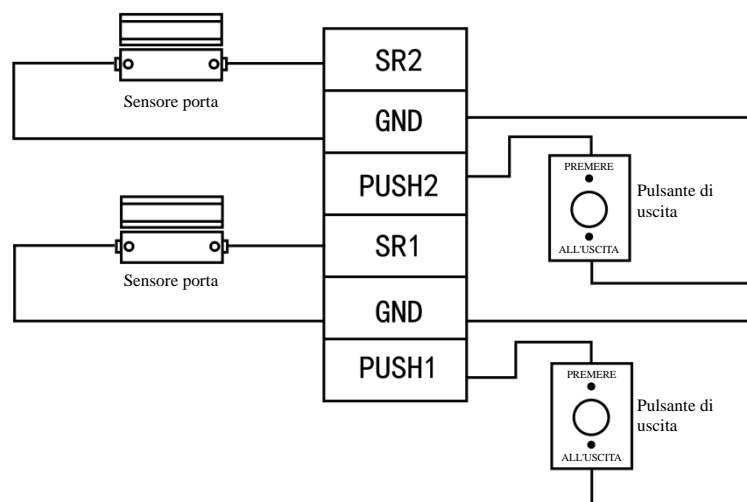 SR2
Sensore porta
GND
PREMERE
PUSH2
Pulsante di
uscita
ALL'USCITA
SR1
Sensore porta
GND
PUSH1
PREMERE
Pulsante di
uscita
ALL'USCITA